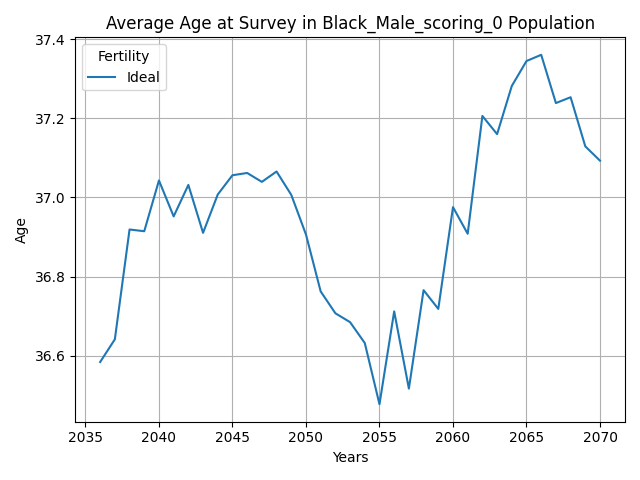 Average Age at Survey in Black_Male_scoring_0 Population
Fertility
Ideal
37.4
37.2
37.0
36.8
36.6
Age
2035 2040 2045 2050 2055 2060 2065 2070
Years